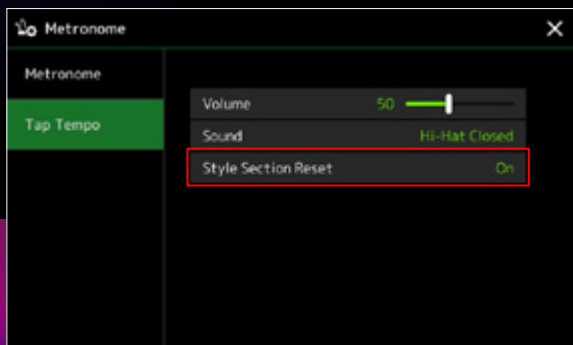 Metronome
Metronome
Tap Tempo
Volume 50
Sound Hi-Hat Closed
Style Section Reset On